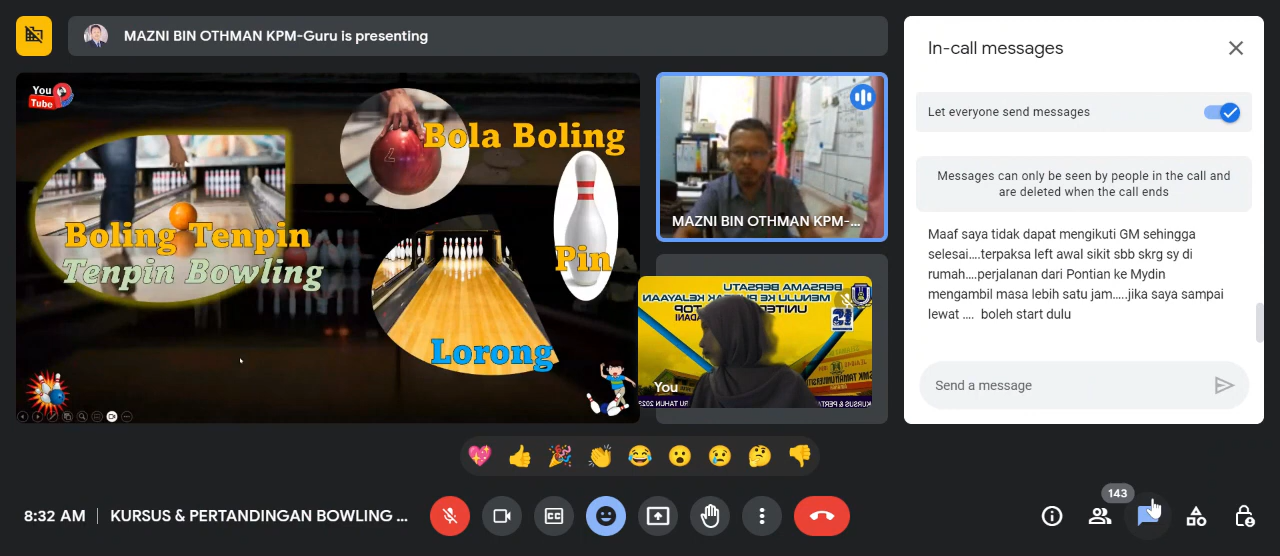 MAZNI BIN OTHMAN KPM-Guru is presenting
You
Tube
Bola Boling
Boling Tenpin
Tenpin Bowling
Pin
Lorong
MAZNI BIN OTHMAN KPM-...
BERSAMA BERSATU
MENUJU KE PUNCAK KEJAYAAN
You
In-call messages
Let everyone send messages
Messages can only be seen by people in the call and
are deleted when the call ends
Maaf saya tidak dapat mengikuti GM sehingga
selesai....terpaksa left awal sikit sbb skrg sy di
rumah....perjalanan dari Pontian ke Mydin
mengambil masa lebih satu jam.....jika saya sampai
lewat .... boleh start dulu
Send a message
8:32 AM
KURSUS & PERTANDINGAN BOWLING ...
143